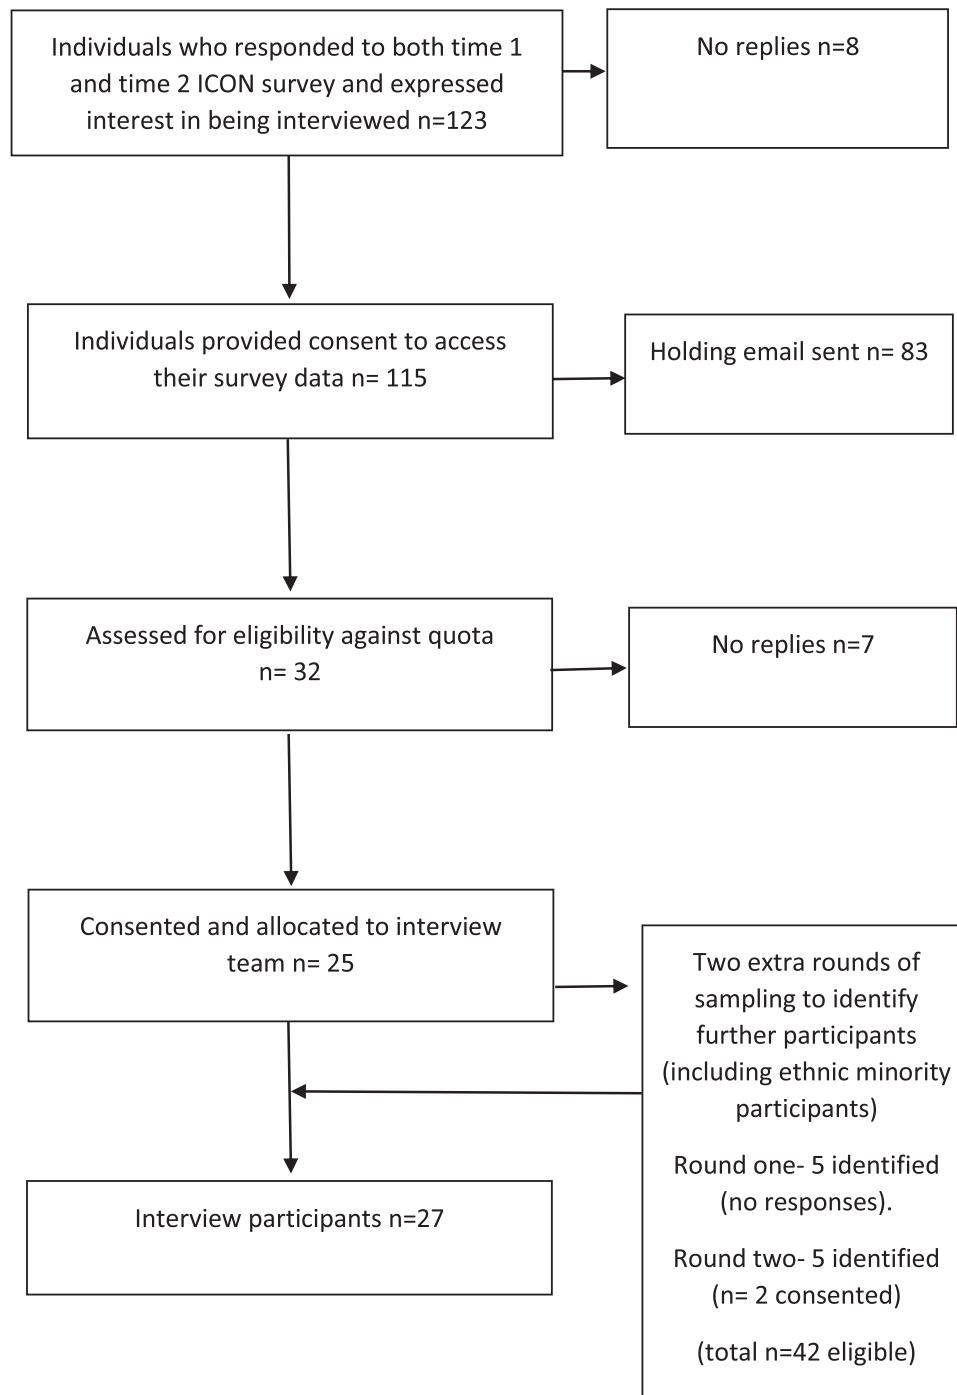 Individuals who responded to both time 1
and time 2 ICON survey and expressed
interest in being interviewed n=123
No replies n=8
Individuals provided consent to access
their survey data n= 115
Holding email sent n= 83
Assessed for eligibility against quota
n= 32
No replies n=7
Consented and allocated to interview
team n= 25
Two extra rounds of
sampling to identify
further participants
(including ethnic minority
participants)
Round one- 5 identified
(no responses).
Round two- 5 identified
(n= 2 consented)
(total n=42 eligible)
Interview participants n=27